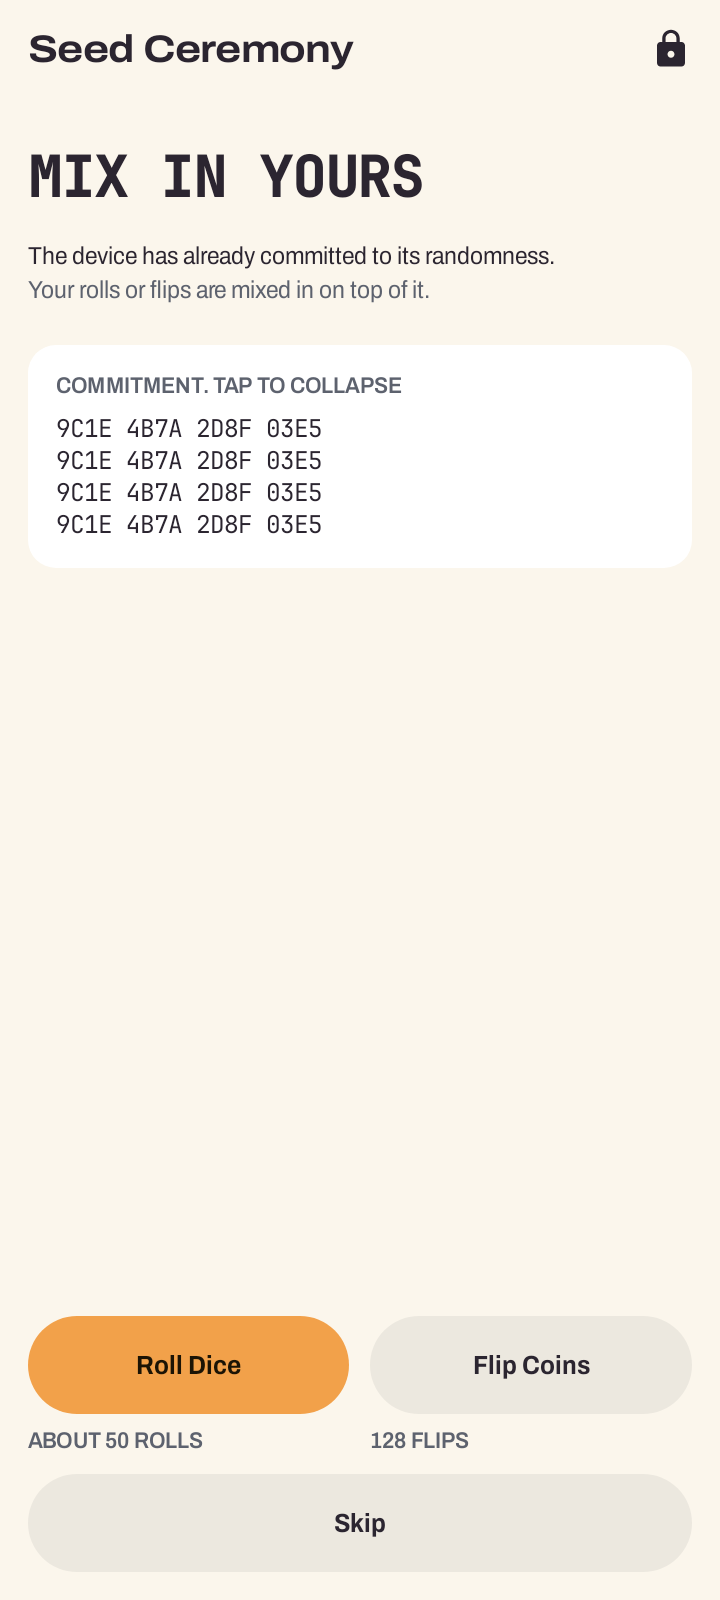 Seed Ceremony
MIX IN YOURS
The device has already committed to its randomness.
Your rolls or flips are mixed in on top of it.
COMMITMENT. TAP TO COLLAPSE
9C1E 4B7A 2D8F 03E5
9C1E 4B7A 2D8F 03E5
9C1E 4B7A 2D8F 03E5
9C1E 4B7A 2D8F 03E5
Roll Dice
Flip Coins
ABOUT 50 ROLLS
128 FLIPS
Skip